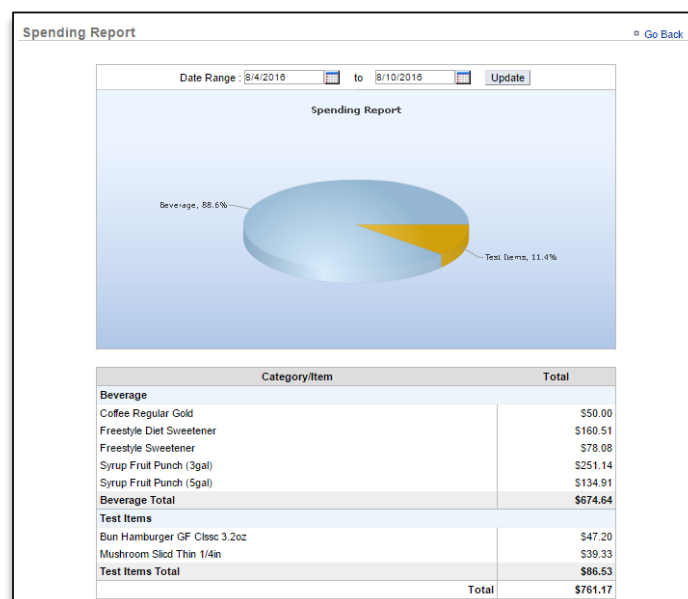 Spending Report
Go Back
Date Range : 8/4/2016 to 8/10/2016 Update
Spending Report
Beverage, 88.6%
Test Items, 11.4%
Category/Item Total
Beverage
Coffee Regular Gold $50.00
Freestyle Diet Sweetener $160.51
Freestyle Sweetener $78.08
Syrup Fruit Punch (3gal) $251.14
Syrup Fruit Punch (5gal) $134.91
Beverage Total $674.64
Test Items
Bun Hamburger GF Clssc 3.2oz $47.20
Mushroom Slicd Thin 1/4in $39.33
Test Items Total $86.53
Total $761.17